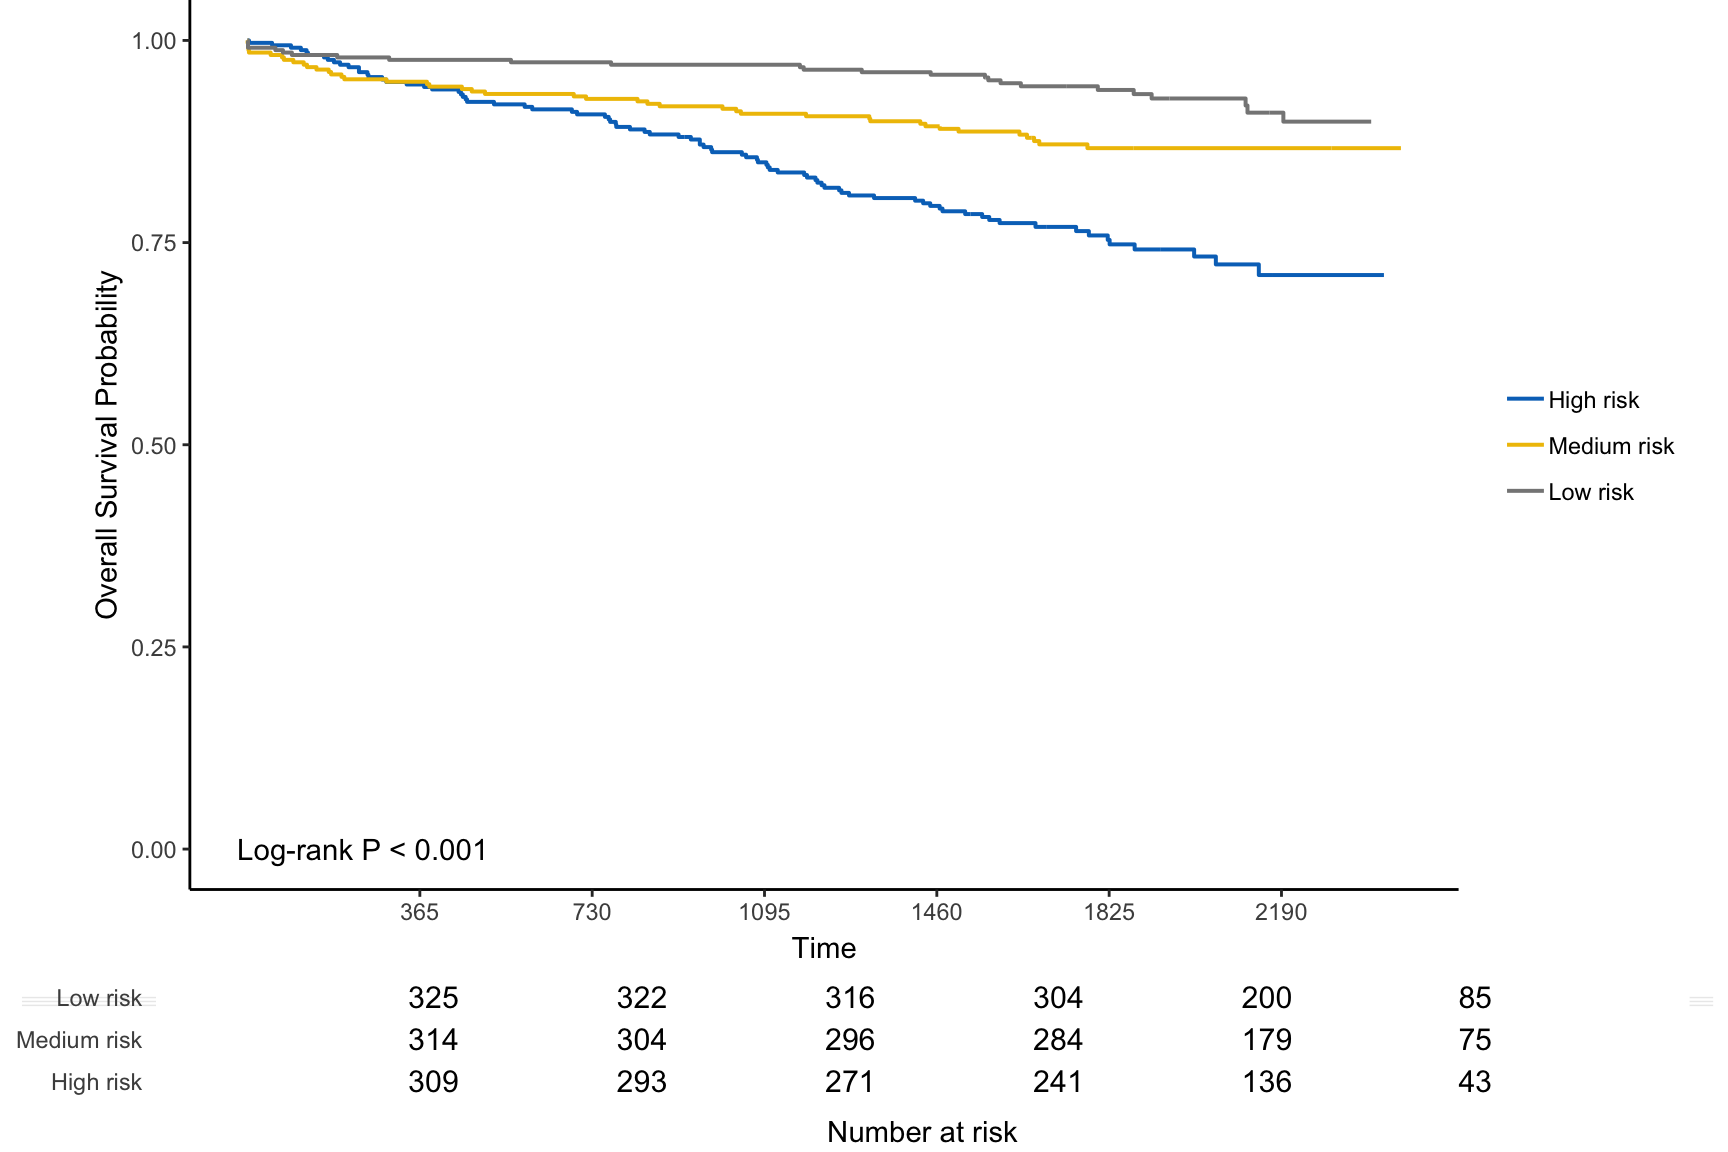 1.00
0.75
0.50
0.25
0.00
Overall Survival Probability
Log-rank P < 0.001
365 730 1095 1460 1825 2190
Time
High risk
Medium risk
Low risk
Low risk 325 322 316 304 200 85
Medium risk 314 304 296 284 179 75
High risk 309 293 271 241 136 43
Number at risk